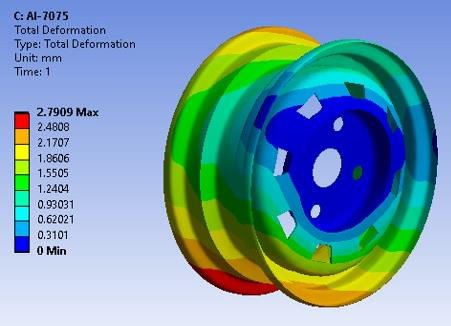 C: Al-7075
Total Deformation
Type: Total Deformation
Unit: mm
Time: 1
2.7909 Max
2.4808
2.1707
1.8606
1.5505
1.2404
0.93031
0.62021
0.3101
0 Min